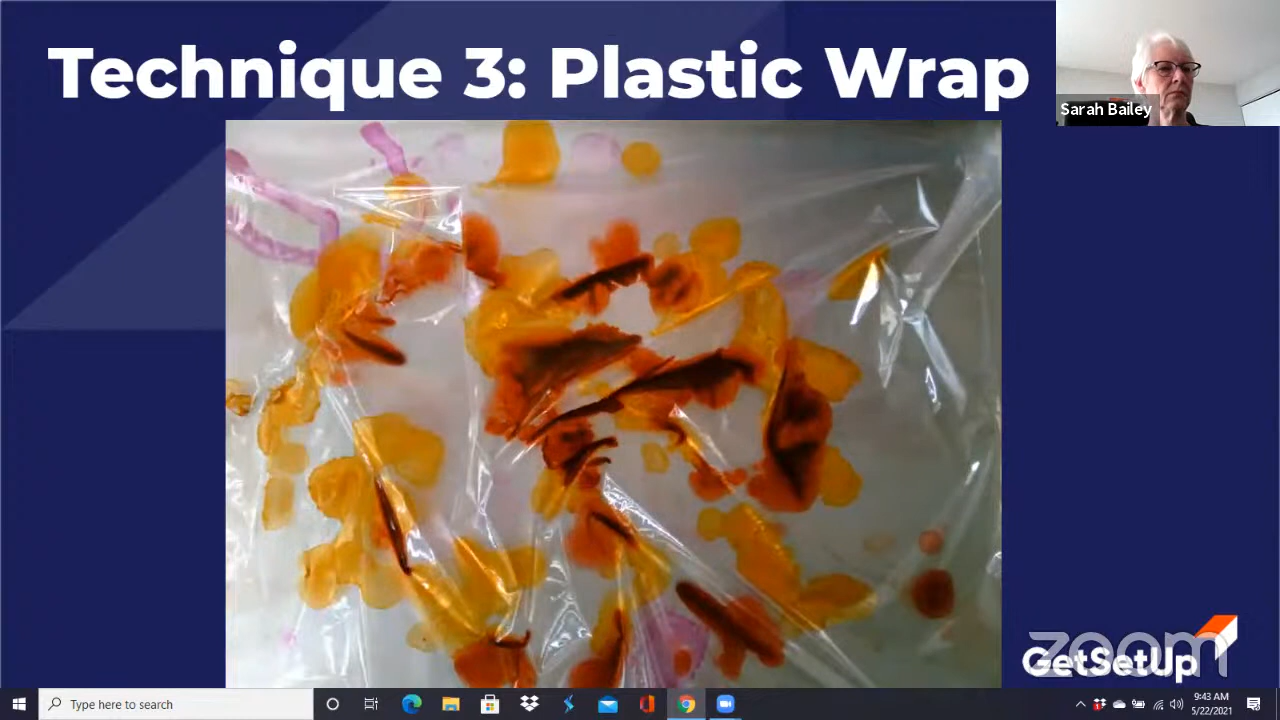 Technique 3: Plastic Wrap
Sarah Bailey
zoom
GetSetUp
Type here to search
9:43 AM
5/22/2021